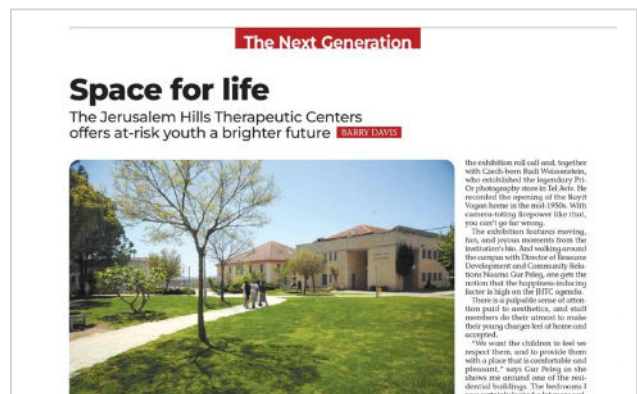 The Next Generation
Space for life
The Jerusalem Hills Therapeutic Centers
offers at-risk youth a brighter future BARRY DAVIS
the exhibition roll call and, together
with Czech-born Rudi Weissenstein,
who established the legendary Pri-
Or photography store in Tel Aviv. He
recorded the opening of the Bayit
Vagan home in the mid-1950s. With
camera-toting firepower like that,
you can't go far wrong.
The exhibition features moving,
fun, and joyous moments from the
institution's bio. And walking around
the campus with Director of Resource
Development and Community Rela-
tions Noama Gur Peleg, one gets the
notion that the happiness-inducing
factor is high on the JHTC agenda.
There is a palpable sense of atten-
tion paid to aesthetics, and staff
members do their utmost to make
their young charges feel at home and
accepted.
"We want the children to feel we
respect them, and to provide them
with a place that is comfortable and
pleasant," says Gur Peleg as she
shows me around one of the resi-
dential buildings. The bedrooms I